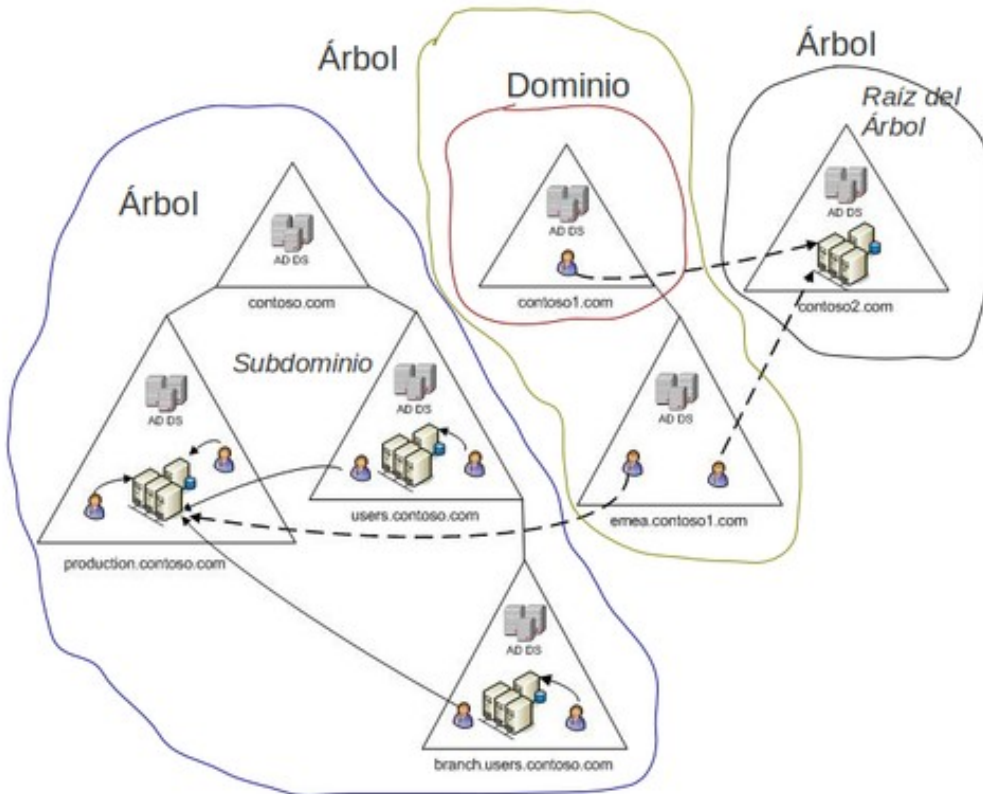 Árbol
Árbol
Dominio
Raíz del
Árbol
Árbol
AD DS
contoso.com
AD DS
contoso1.com
AD DS
contoso2.com
Subdominio
AD DS
production.contoso.com
AD DS
users.contoso.com
AD DS
emea.contoso1.com
AD DS
branch.users.contoso.com